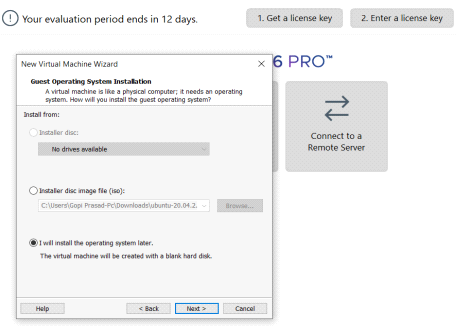 Your evaluation period ends in 12 days.
1. Get a license key
2. Enter a license key
6 PRO™
New Virtual Machine Wizard
Guest Operating System Installation
A virtual machine is like a physical computer; it needs an operating
system. How will you install the guest operating system?
Install from:
Installer disc:
No drives available
Installer disc image file (iso):
C:\Users\Gopi Prasad-Pc\Downloads\ubuntu-20.04.2.
Browse...
I will install the operating system later.
The virtual machine will be created with a blank hard disk.
Help
< Back
Next >
Cancel
Connect to a
Remote Server